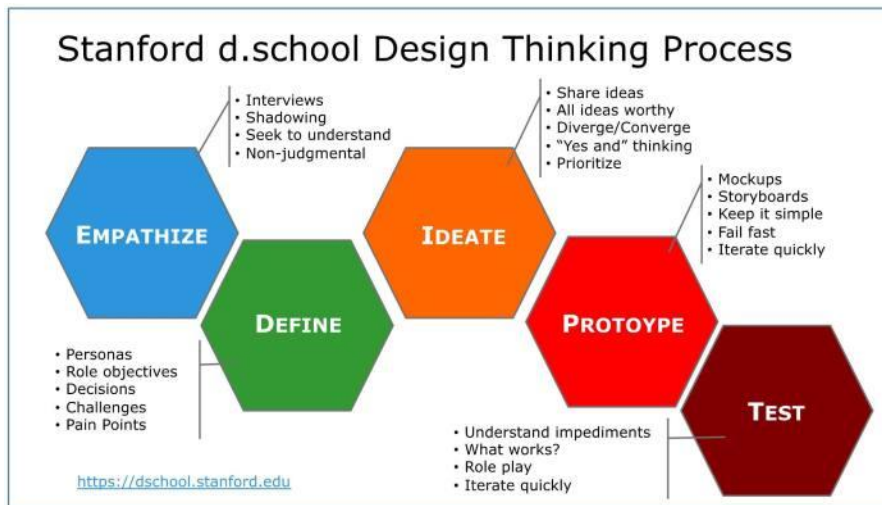 Stanford d.school Design Thinking Process
• Interviews
• Shadowing
• Seek to understand
• Non-judgmental
EMPATHIZE
• Personas
• Role objectives
• Decisions
• Challenges
• Pain Points
DEFINE
• Share ideas
• All ideas worthy
• Diverge/Converge
• “Yes and” thinking
• Prioritize
IDEATE
• Mockups
• Storyboards
• Keep it simple
• Fail fast
• Iterate quickly
PROTOYPE
• Understand impediments
• What works?
• Role play
• Iterate quickly
TEST
https://dschool.stanford.edu